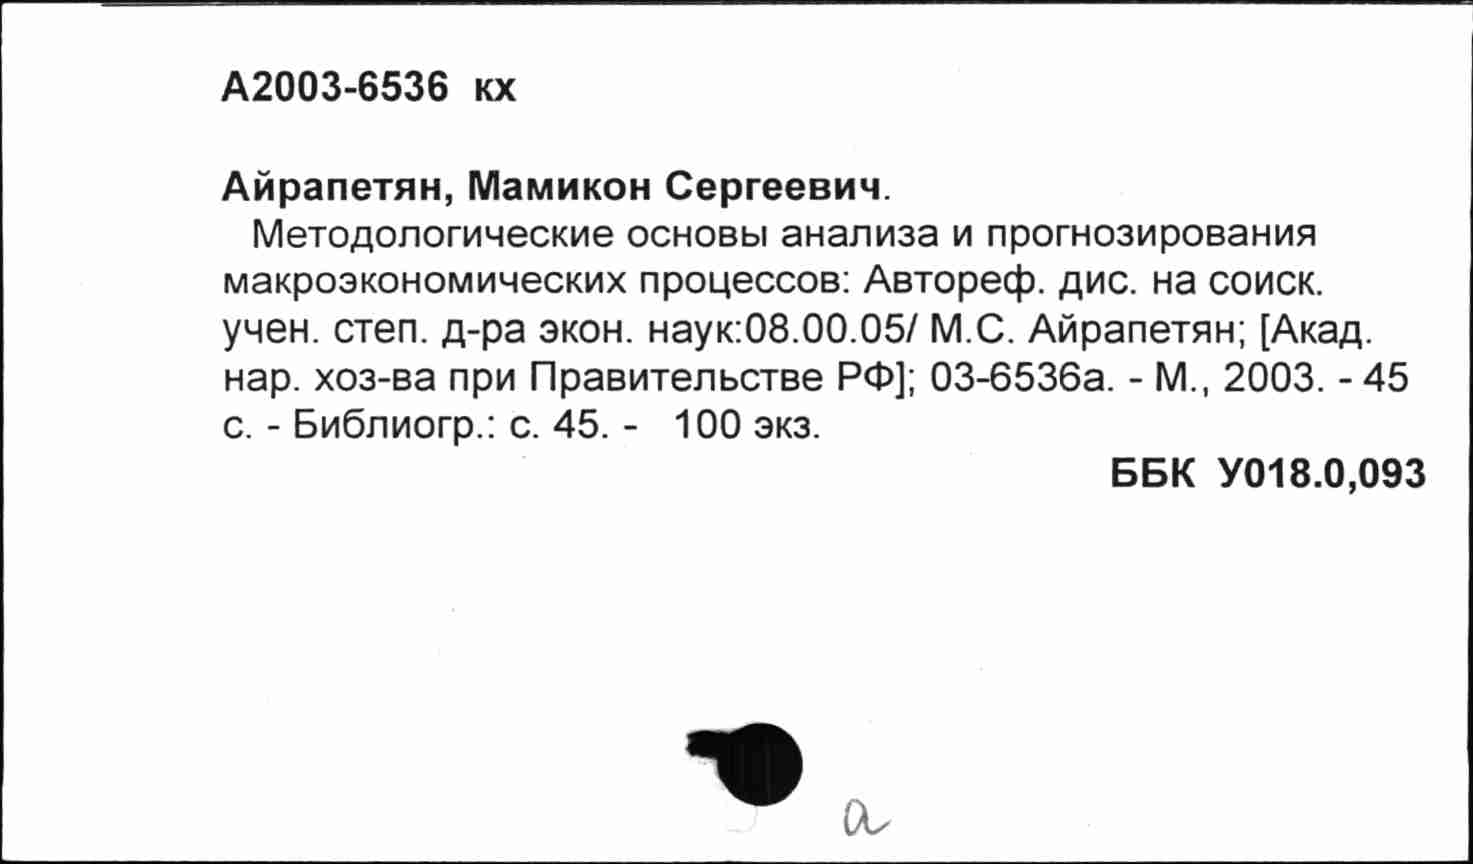 А2003-6536 кх
Айрапетян, Мамикон Сергеевич.
Методологические основы анализа и прогнозирования
макроэкономических процессов: Автореф. дис. на соиск.
учен. степ. д-ра экон. наук:08.00.05/ М.С. Айрапетян; [Акад.
нар. хоз-ва при Правительстве РФ]; 03-6536а. - М., 2003. - 45
с. - Библиогр.: с. 45. - 100 экз.
ББК У018.0,093
а